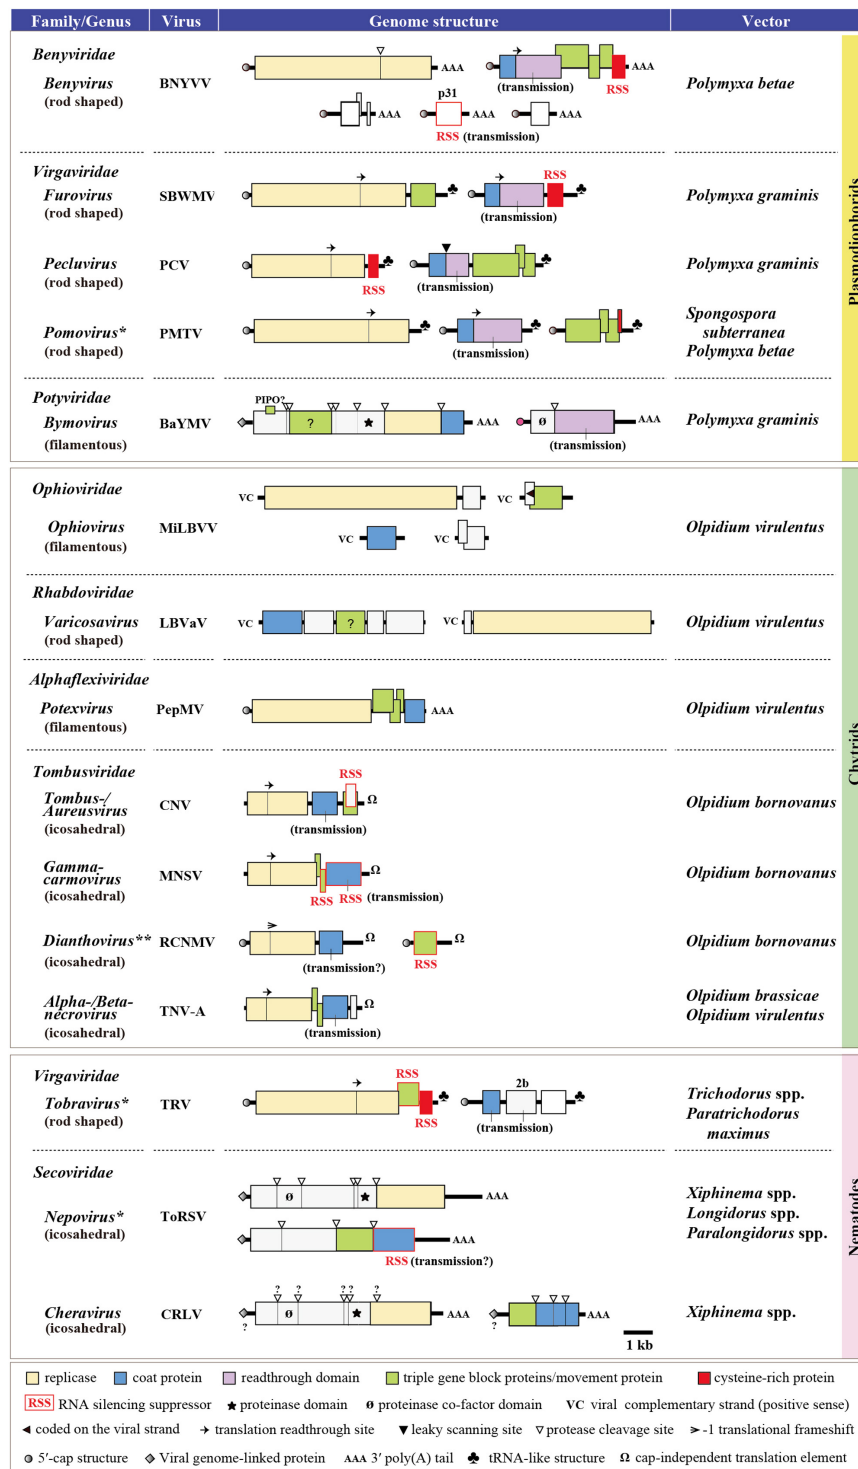 Family/Genus Virus Genome structure Vector
Benyviridae
Benyvirus
(rod shaped)
BNYVV
AAA
AAA
(transmission)
RSS
p31
AAA
AAA
AAA
RSS (transmission)
Polymyxa betae
Virgaviridae
Furovirus
(rod shaped)
SBWMV
RSS
(transmission)
Polymyxa graminis
Pecluvirus
(rod shaped)
PCV
RSS
(transmission)
Polymyxa graminis
Pomovirus*
(rod shaped)
PMTV
(transmission)
Spongospora
subterranea
Polymyxa betae
Potyviridae
Bymovirus
(filamentous)
BaYMV
PIPO?
?
AAA
ø
AAA
(transmission)
Polymyxa graminis
Plasmodiophorids
Ophioviridae
Ophiovirus
(filamentous)
MiLBVV
VC
VC
VC
VC
Olpidium virulentus
Rhabdoviridae
Varicosavirus
(rod shaped)
LBVaV
VC
?
VC
Olpidium virulentus
Alphaflexiviridae
Potexvirus
(filamentous)
PepMV
AAA
Olpidium virulentus
Tombusviridae
Tombus-/
Aureusvirus
(icosahedral)
CNV
RSS
Ω
(transmission)
Olpidium bornovanus
Gamma-
carmovirus
(icosahedral)
MNSV
Ω
RSS RSS (transmission)
Olpidium bornovanus
Dianthovirus**
(icosahedral)
RCNMV
Ω
Ω
(transmission?)
RSS
Olpidium bornovanus
Alpha-/Beta-
necrovirus
(icosahedral)
TNV-A
Ω
(transmission)
Olpidium brassicae
Olpidium virulentus
Chytrids
Virgaviridae
Tobravirus*
(rod shaped)
TRV
RSS
RSS
2b
(transmission)
Trichodorus spp.
Paratrichodorus
maximus
Secoviridae
Nepovirus*
(icosahedral)
ToRSV
ø
AAA
AAA
RSS (transmission?)
Xiphinema spp.
Longidorus spp.
Paralongidorus spp.
Cheravirus
(icosahedral)
CRLV
? ? ? ? ?
ø
AAA
?
AAA
?
Xiphinema spp.
1 kb
Nematodes
replicase coat protein readthrough domain triple gene block proteins/movement protein cysteine-rich protein
RSS RNA silencing suppressor proteinase domain ø proteinase co-factor domain VC viral complementary strand (positive sense)
coded on the viral strand translation readthrough site leaky scanning site protease cleavage site -1 translational frameshift
5′-cap structure Viral genome-linked protein AAA 3′ poly(A) tail tRNA-like structure Ω cap-independent translation element